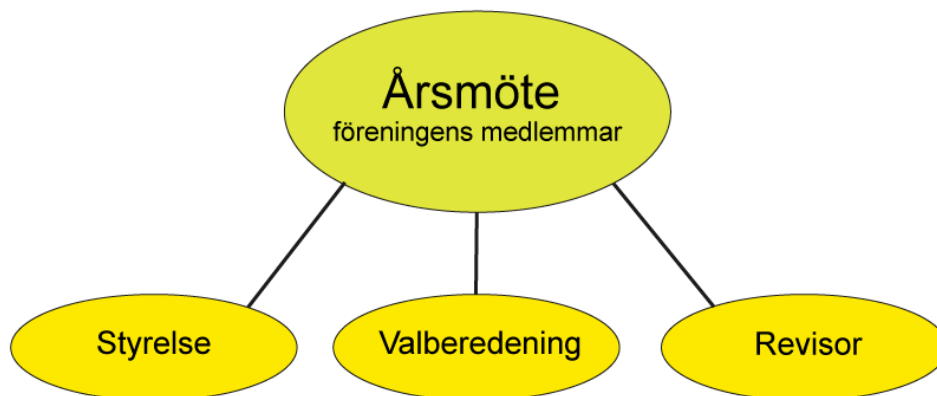 Årsmöte
föreningens medlemmar
Styrelse
Valberedening
Revisor